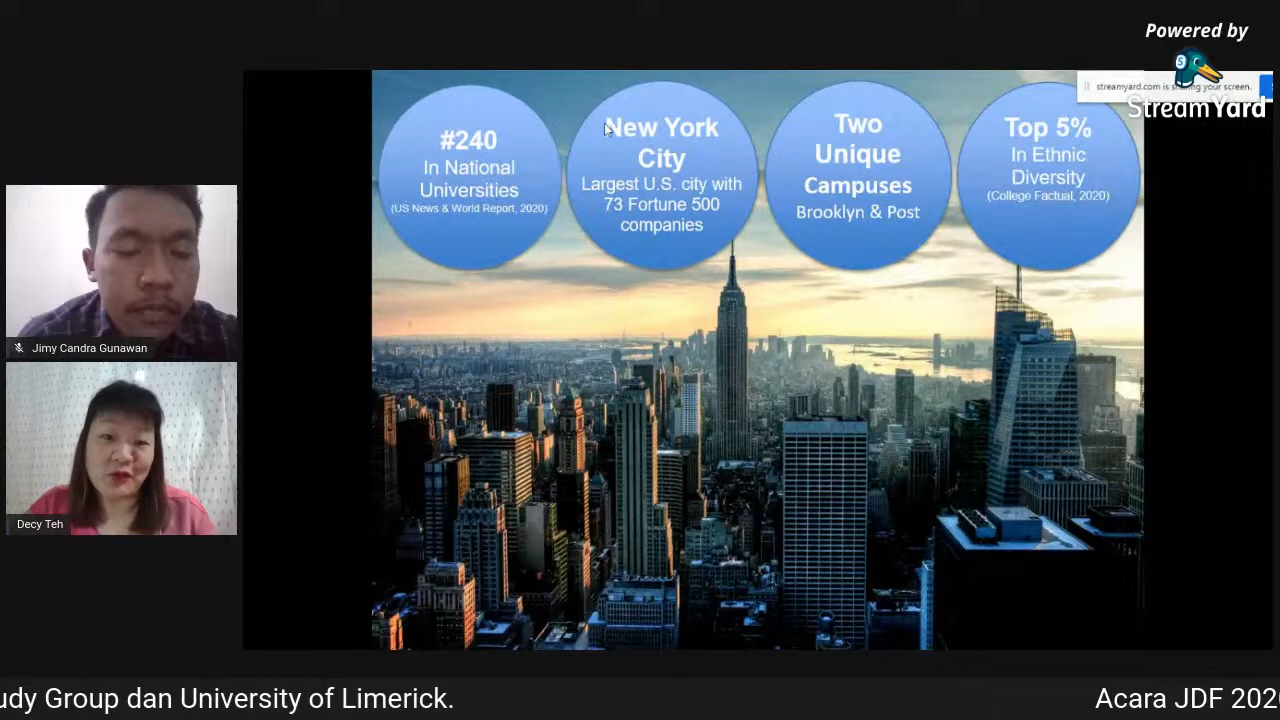 Powered by
StreamYard
streamyard.com is sharing your screen.
#240
In National
Universities
(US News & World Report, 2020)
New York
City
Largest U.S. city with
73 Fortune 500
companies
Two
Unique
Campuses
Brooklyn & Post
Top 5%
In Ethnic
Diversity
(College Factual, 2020)
Jimy Candra Gunawan
Decy Teh
udy Group dan University of Limerick.
Acara JDF 202